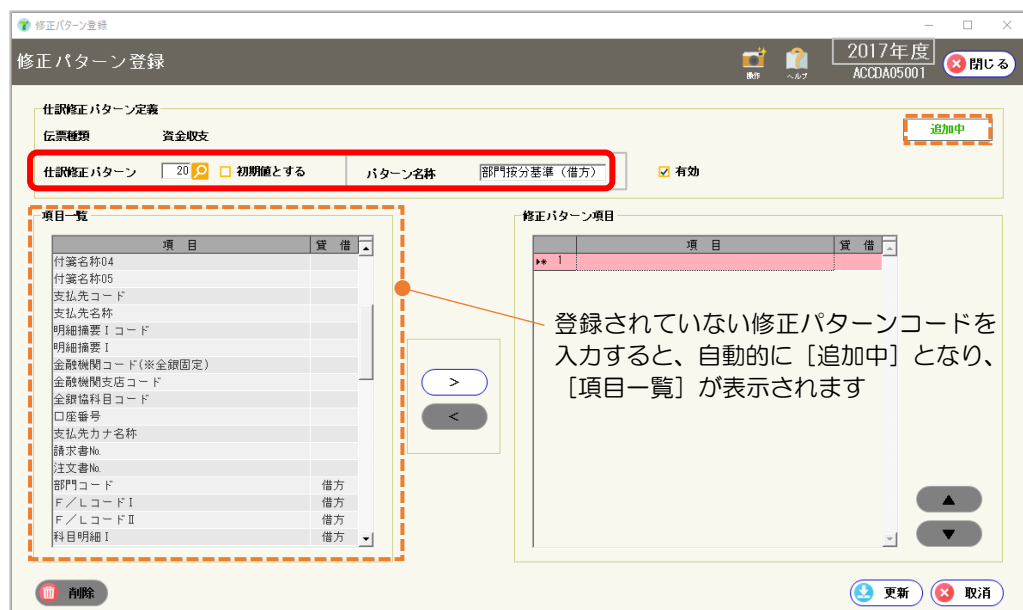 修正パターン登録
修正パターン登録
操作
ヘルプ
2017年度
ACCDA05001
閉じる
仕訳修正パターン定義
伝票種類 資金収支
追加中
仕訳修正パターン 20 初期値とする パターン名称 部門按分基準（借方） 有効
項目一覧
項 目 貸 借
付箋名称04
付箋名称05
支払先コード
支払先名称
明細摘要Ⅰコード
明細摘要Ⅰ
金融機関コード(※全銀固定)
金融機関支店コード
全銀協科目コード
口座番号
支払先カナ名称
請求書№
注文書№
部門コード 借方
F／LコードⅠ 借方
F／LコードⅡ 借方
科目明細Ⅰ 借方
>
<
修正パターン項目
項 目 貸 借
* 1
登録されていない修正パターンコードを
入力すると、自動的に［追加中］となり、
［項目一覧］が表示されます
▲
▼
削除
更新
取消